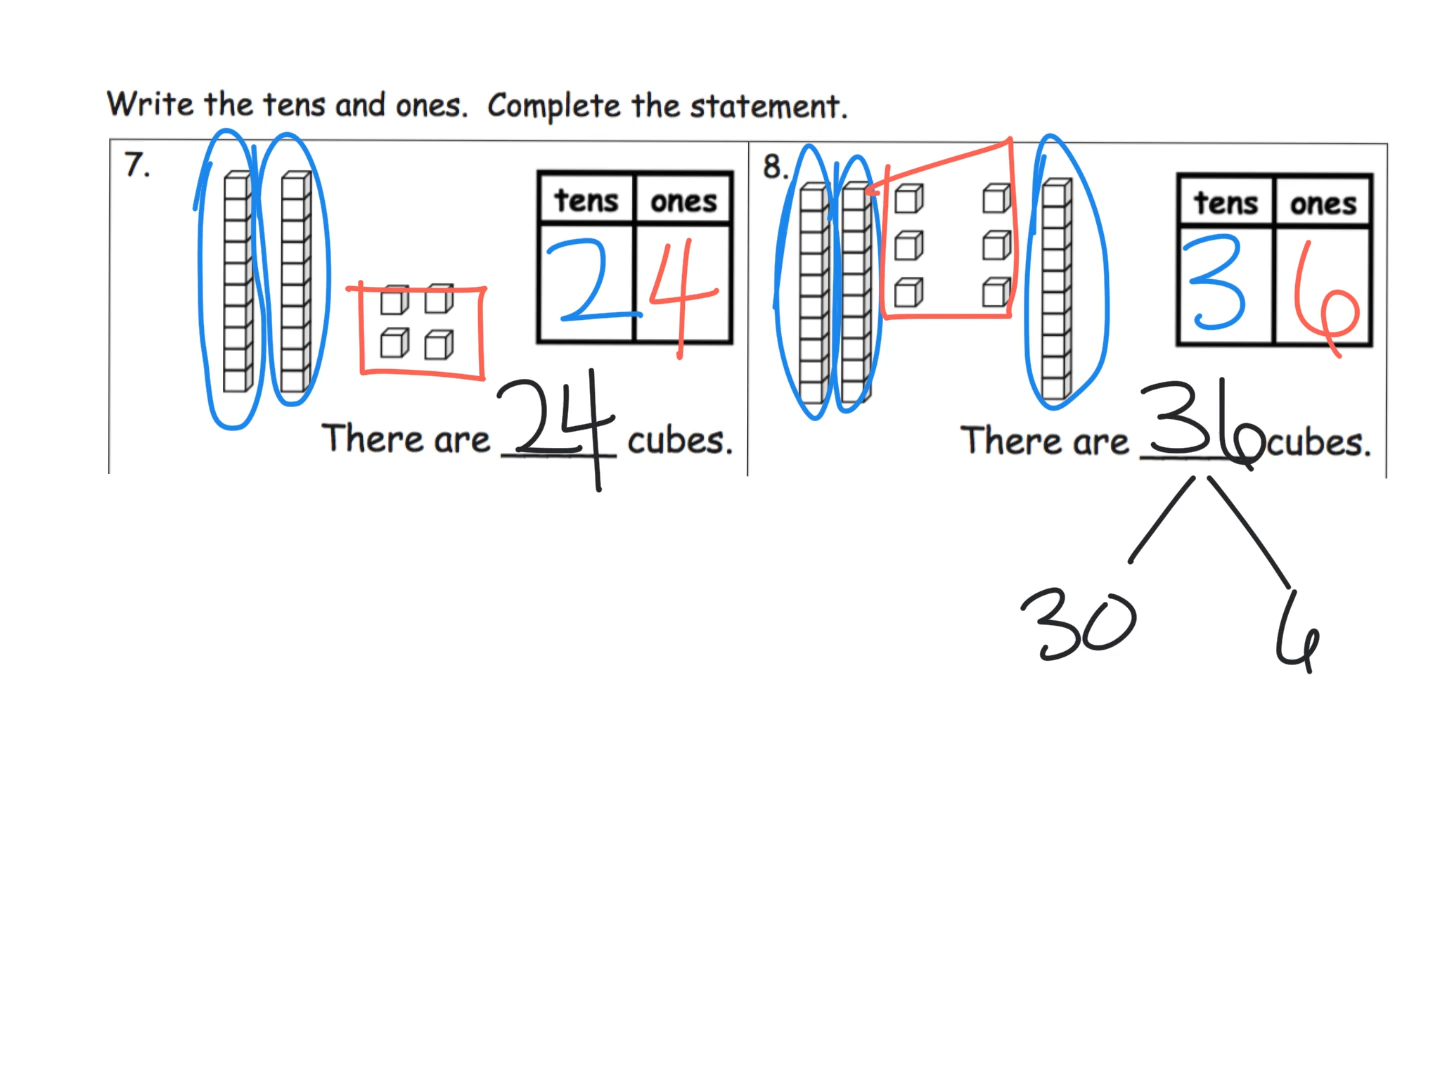 Write the tens and ones.  Complete the statement.
7.
tens ones
2 4
There are 24 cubes.
8.
tens ones
3 6
There are 36 cubes.
30 6